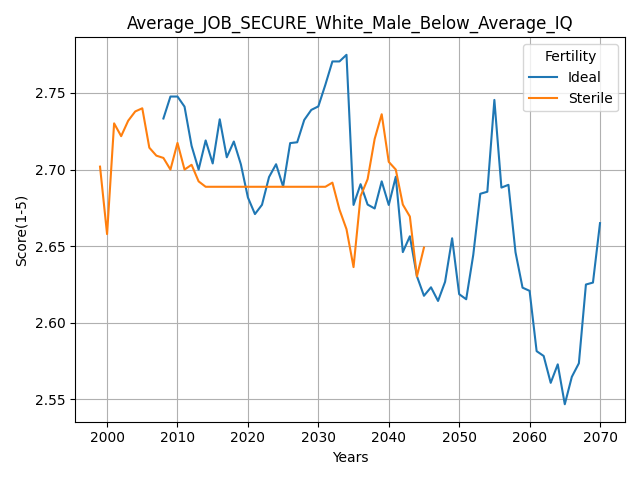 Average_JOB_SECURE_White_Male_Below_Average_IQ
Fertility
Ideal
Sterile
Score(1-5)
2.75
2.70
2.65
2.60
2.55
2000 2010 2020 2030 2040 2050 2060 2070
Years